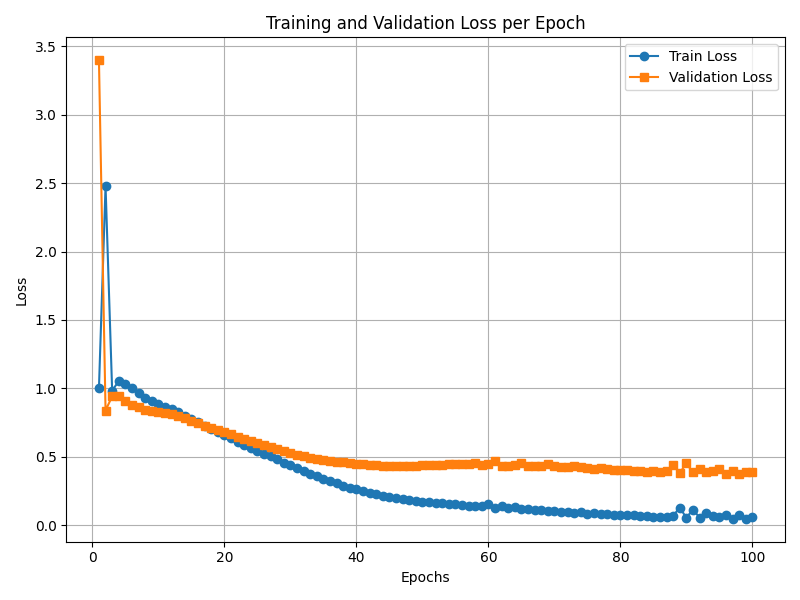 Training and Validation Loss per Epoch
Train Loss
Validation Loss
3.5
3.0
2.5
2.0
1.5
1.0
0.5
0.0
Loss
0 20 40 60 80 100
Epochs